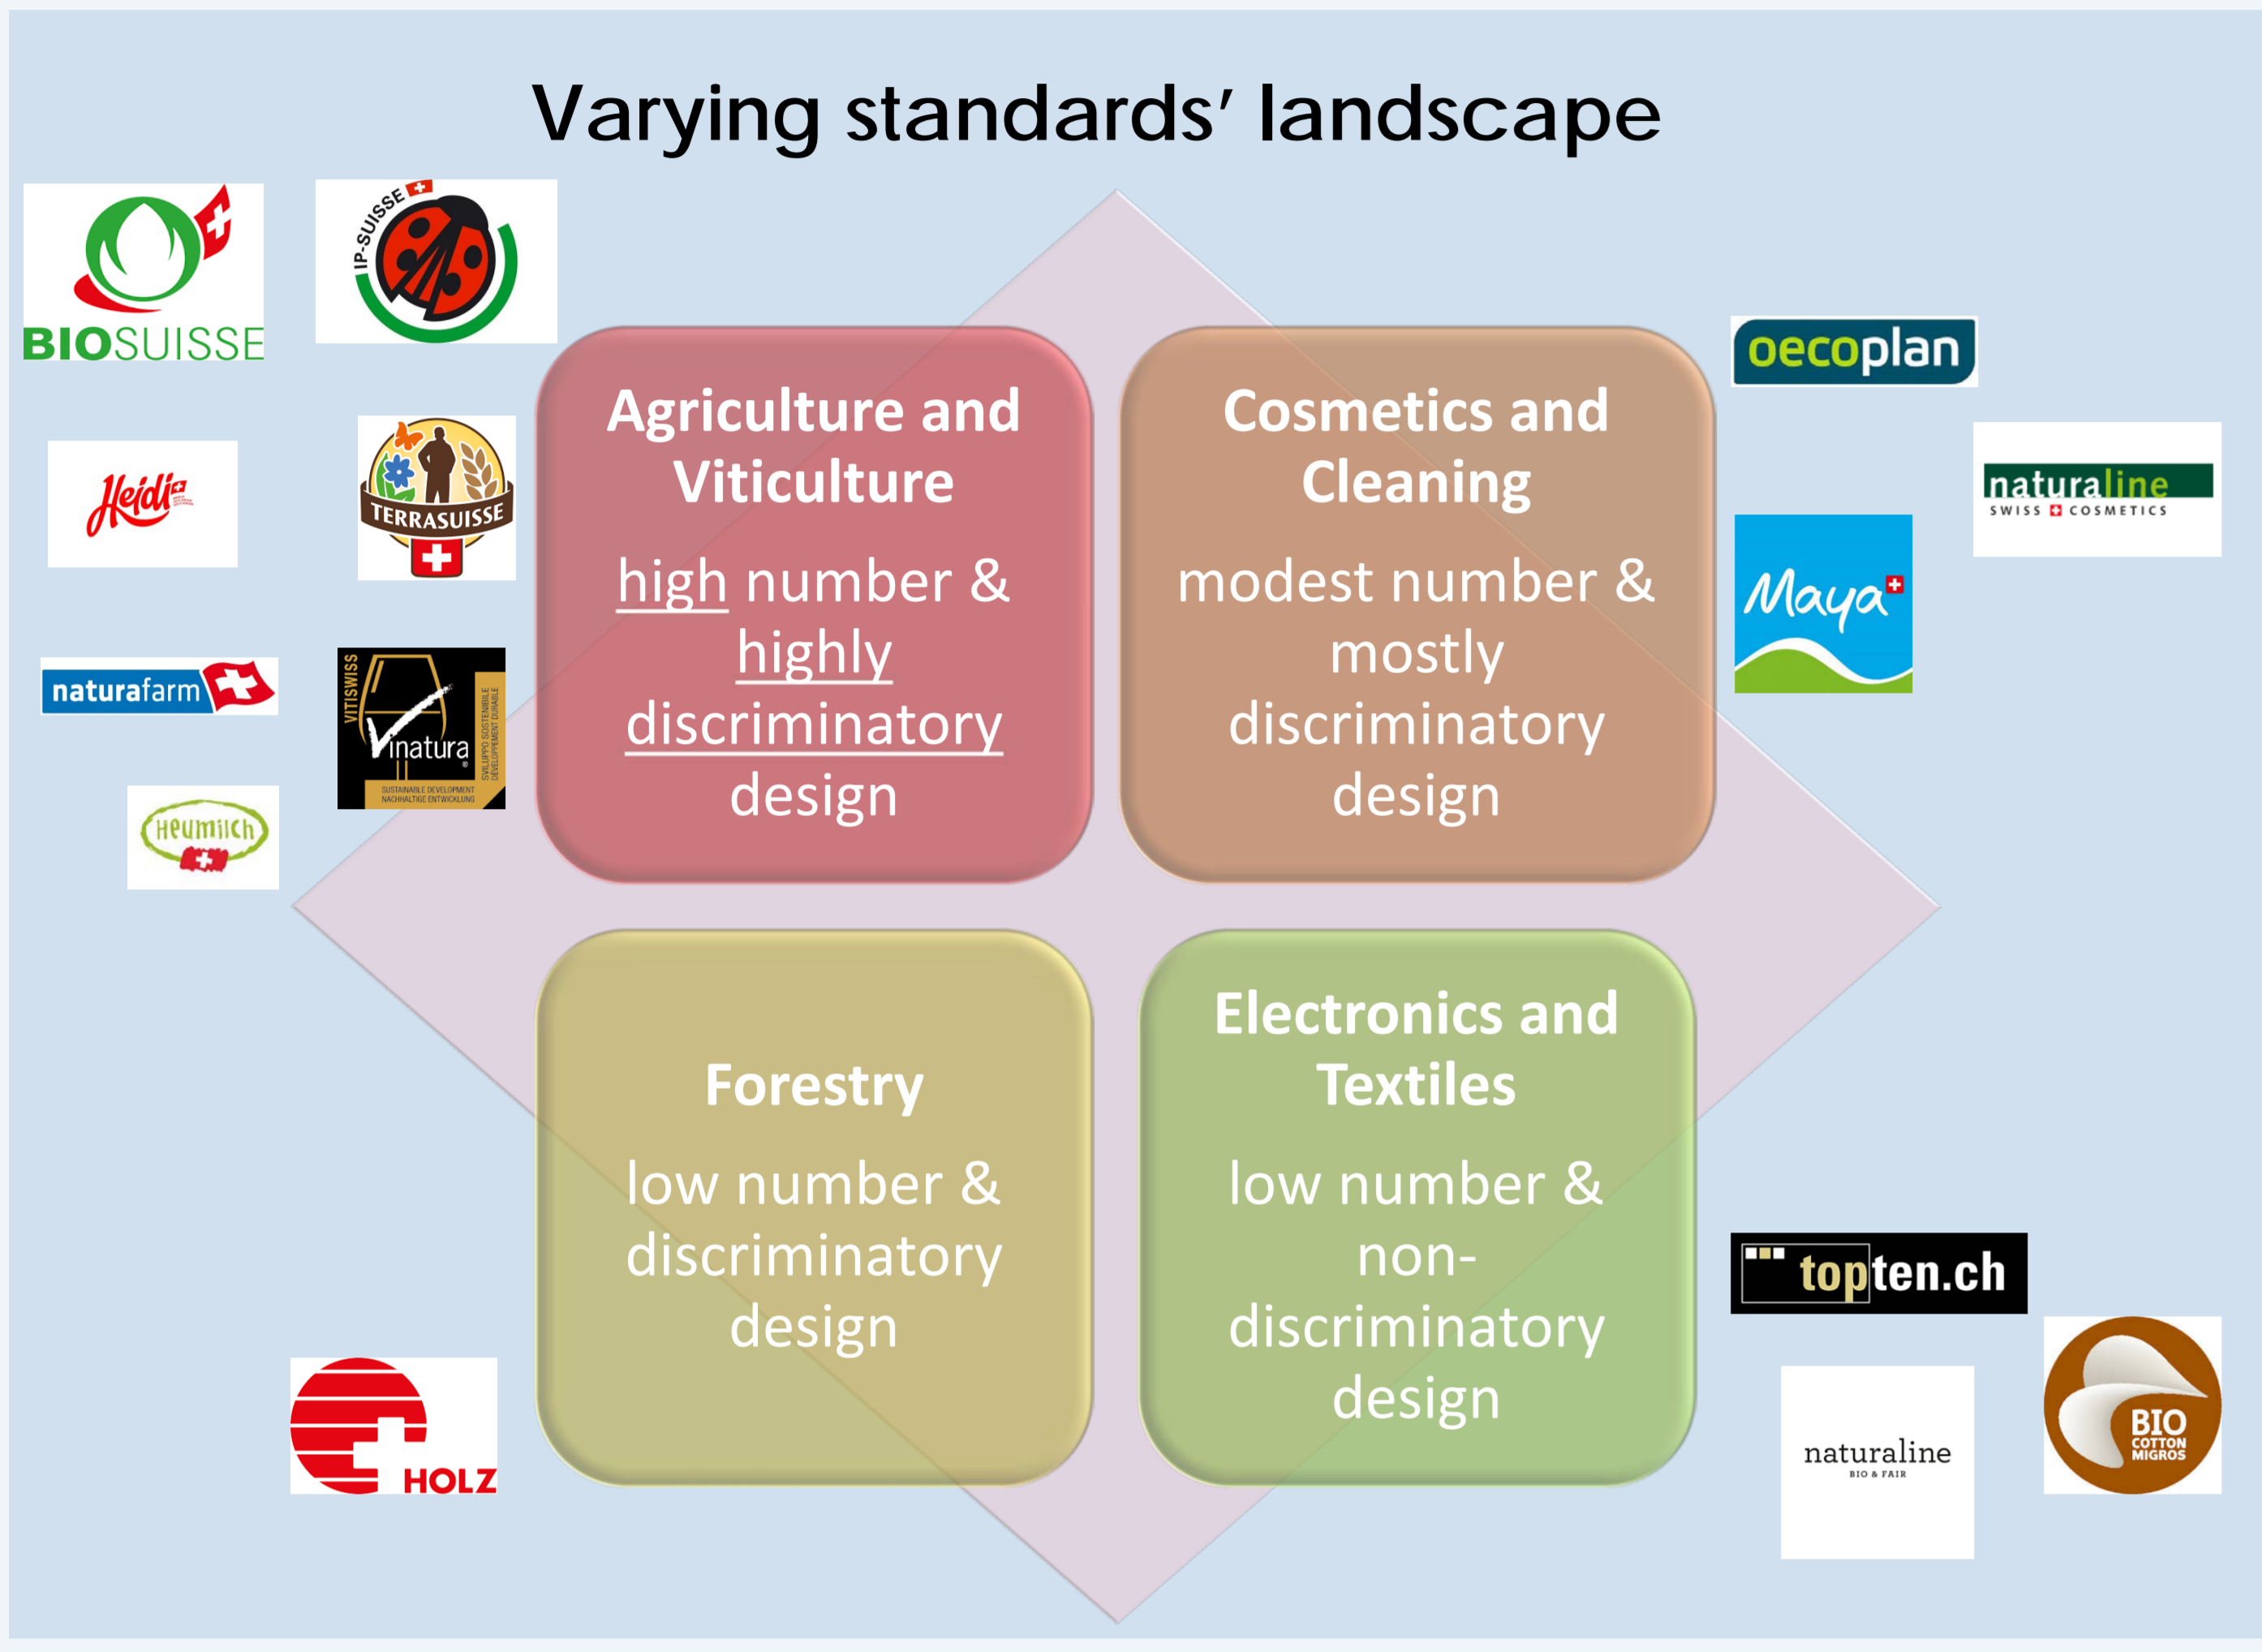 Varying standards’ landscape
BIOSUISSE
IP-SUISSE
Heidi
TERRASUISSE
naturafarm
VITISWISS
Vinatura
®
SVILUPPO SOSTENIBILE
DÉVELOPPEMENT DURABLE
SUSTAINABLE DEVELOPMENT
NACHHALTIGE ENTWICKLUNG
Heumilch
Agriculture and
Viticulture
high number &
highly
discriminatory
design
Cosmetics and
Cleaning
modest number &
mostly
discriminatory
design
oecoplan
naturaline
SWISS COSMETICS
Maya
Forestry
low number &
discriminatory
design
HOLZ
Electronics and
Textiles
low number &
non-
discriminatory
design
topten.ch
naturaline
BIO & FAIR
BIO
COTTON
MIGROS